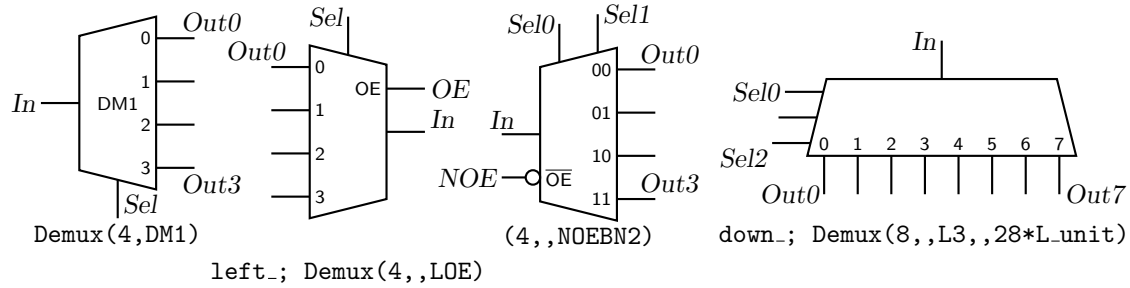 Out0
0
1
In
DM1
2
3
Out3
Sel
Demux(4,DM1)
Sel
Out0
0
OE
OE
1
In
2
3
left_; Demux(4,,LOE)
Sel0
Sel1
Out0
00
01
In
10
NOE
OE
Out3
11
(4,,NOEBN2)
In
Sel0
Sel2
0 1 2 3 4 5 6 7
Out0
Out7
down_; Demux(8,,L3,,28*L_unit)